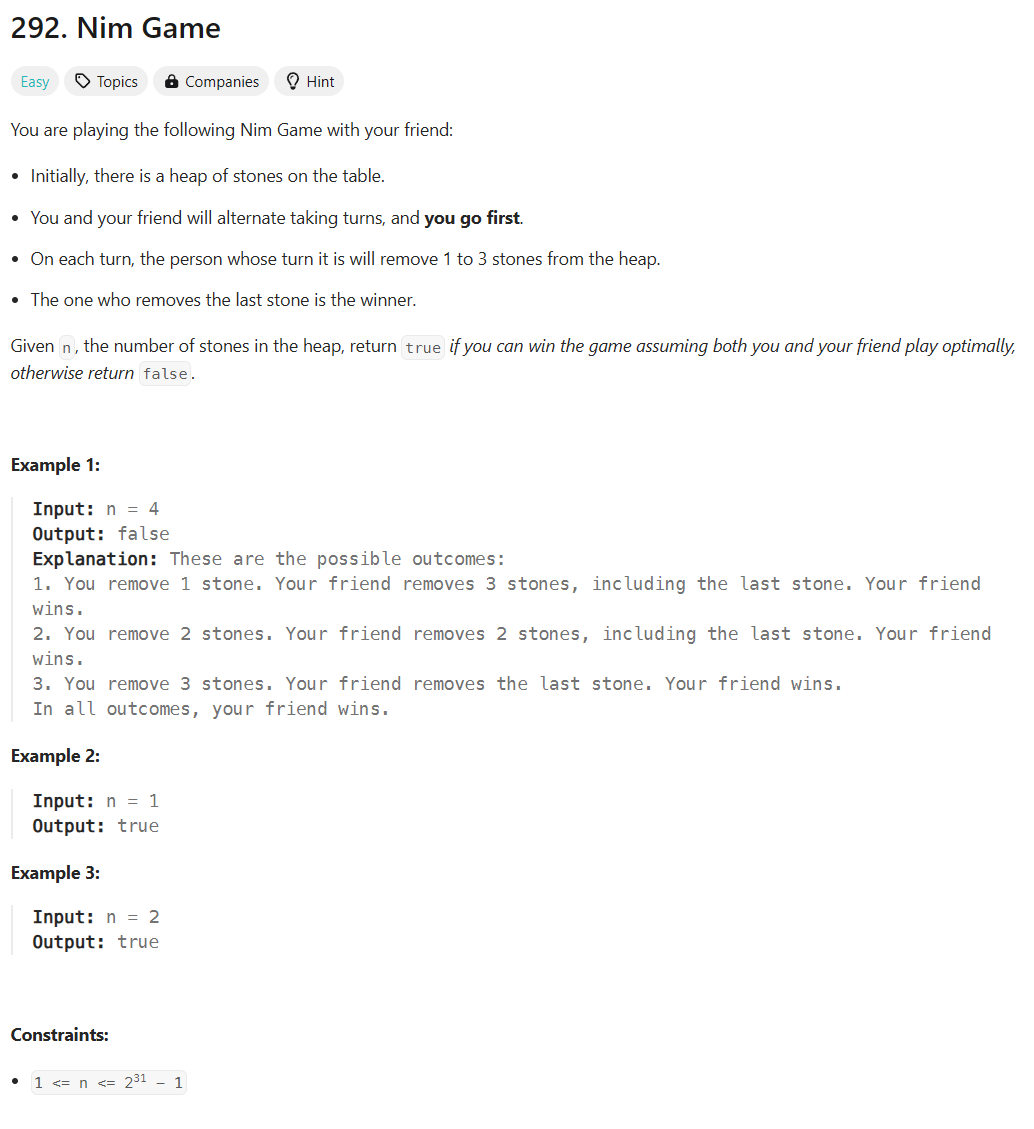 292. Nim Game
Easy Topics Companies Hint
You are playing the following Nim Game with your friend:
• Initially, there is a heap of stones on the table.
• You and your friend will alternate taking turns, and you go first.
• On each turn, the person whose turn it is will remove 1 to 3 stones from the heap.
• The one who removes the last stone is the winner.
Given n, the number of stones in the heap, return true if you can win the game assuming both you and your friend play optimally,
otherwise return false.
Example 1:
Input: n = 4
Output: false
Explanation: These are the possible outcomes:
1. You remove 1 stone. Your friend removes 3 stones, including the last stone. Your friend
wins.
2. You remove 2 stones. Your friend removes 2 stones, including the last stone. Your friend
wins.
3. You remove 3 stones. Your friend removes the last stone. Your friend wins.
In all outcomes, your friend wins.
Example 2:
Input: n = 1
Output: true
Example 3:
Input: n = 2
Output: true
Constraints:
• 1 <= n <= 2³¹ - 1